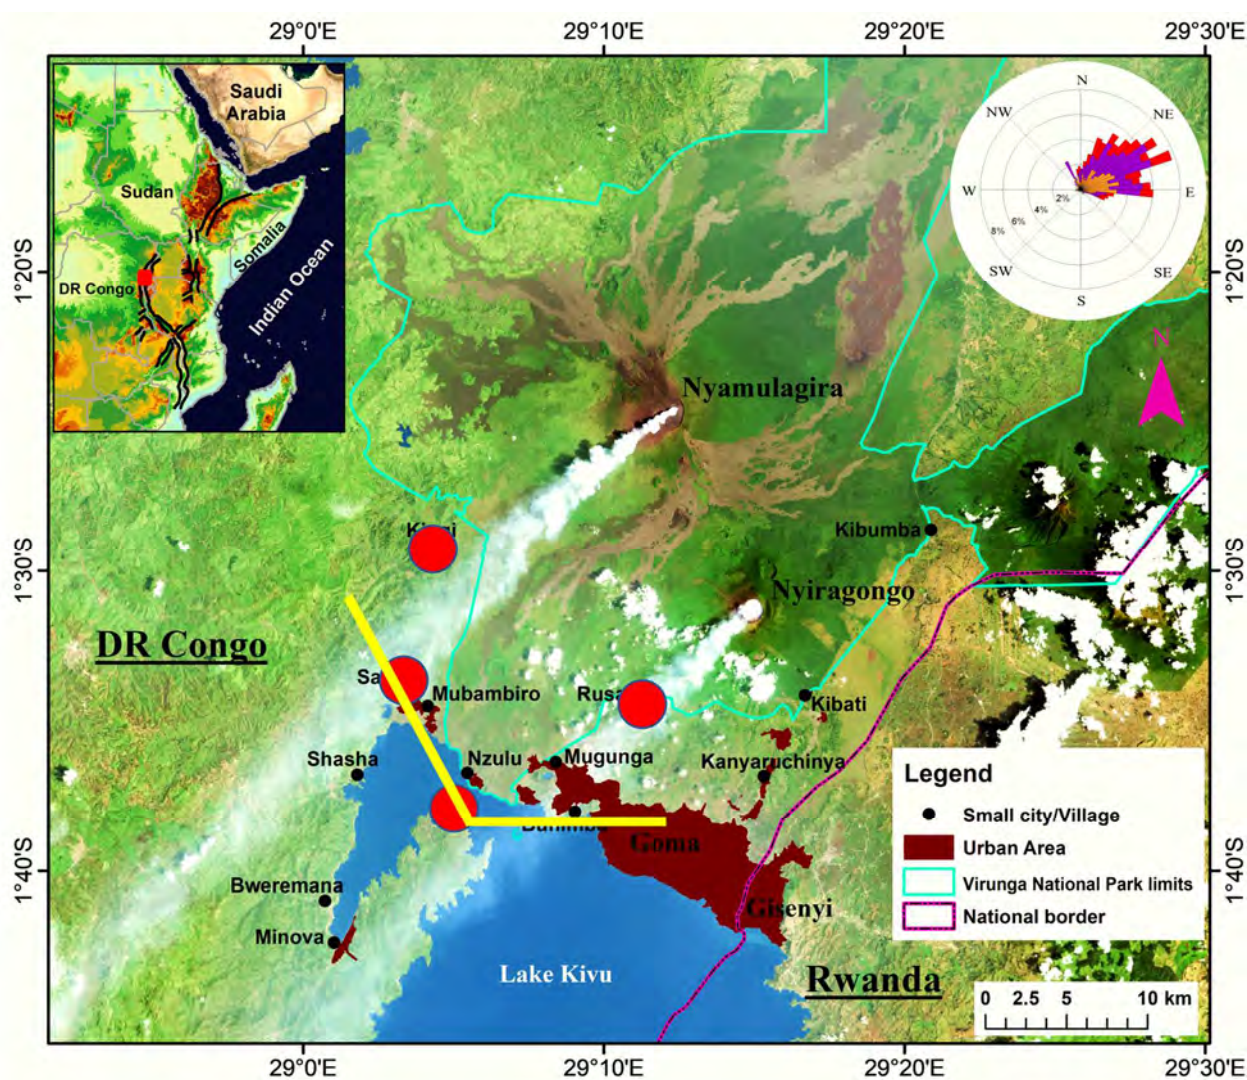 29°0'E
29°10'E
29°20'E
29°30'E
Saudi
Arabia
Sudan
Somalia
DR Congo
Indian Ocean
N
NE
E
SE
S
SW
W
NW
2%
4%
6%
8%
1°20'S
1°20'S
N
Nyamulagira
Kibumba
1°30'S
1°30'S
Nyiragongo
DR Congo
Mubambiro
Kibati
Shasha
Nzulu
Mugunga
Kanyaruchinya
Goma
1°40'S
1°40'S
Bweremana
Gisenyi
Minova
Lake Kivu
Rwanda
Legend
Small city/Village
Urban Area
Virunga National Park limits
National border
0 2.5 5 10 km
29°0'E
29°10'E
29°20'E
29°30'E